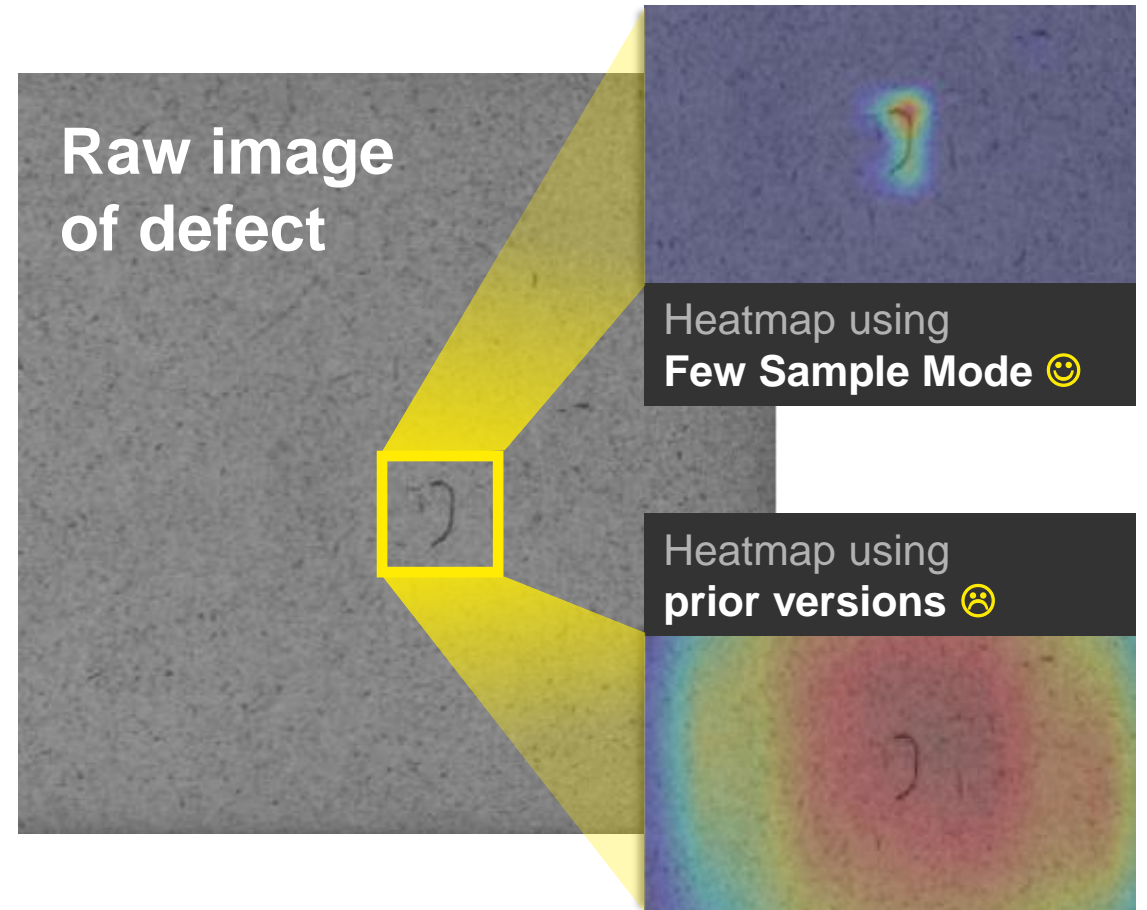 Raw image
of defect
Heatmap using
Few Sample Mode ☺
Heatmap using
prior versions ☹